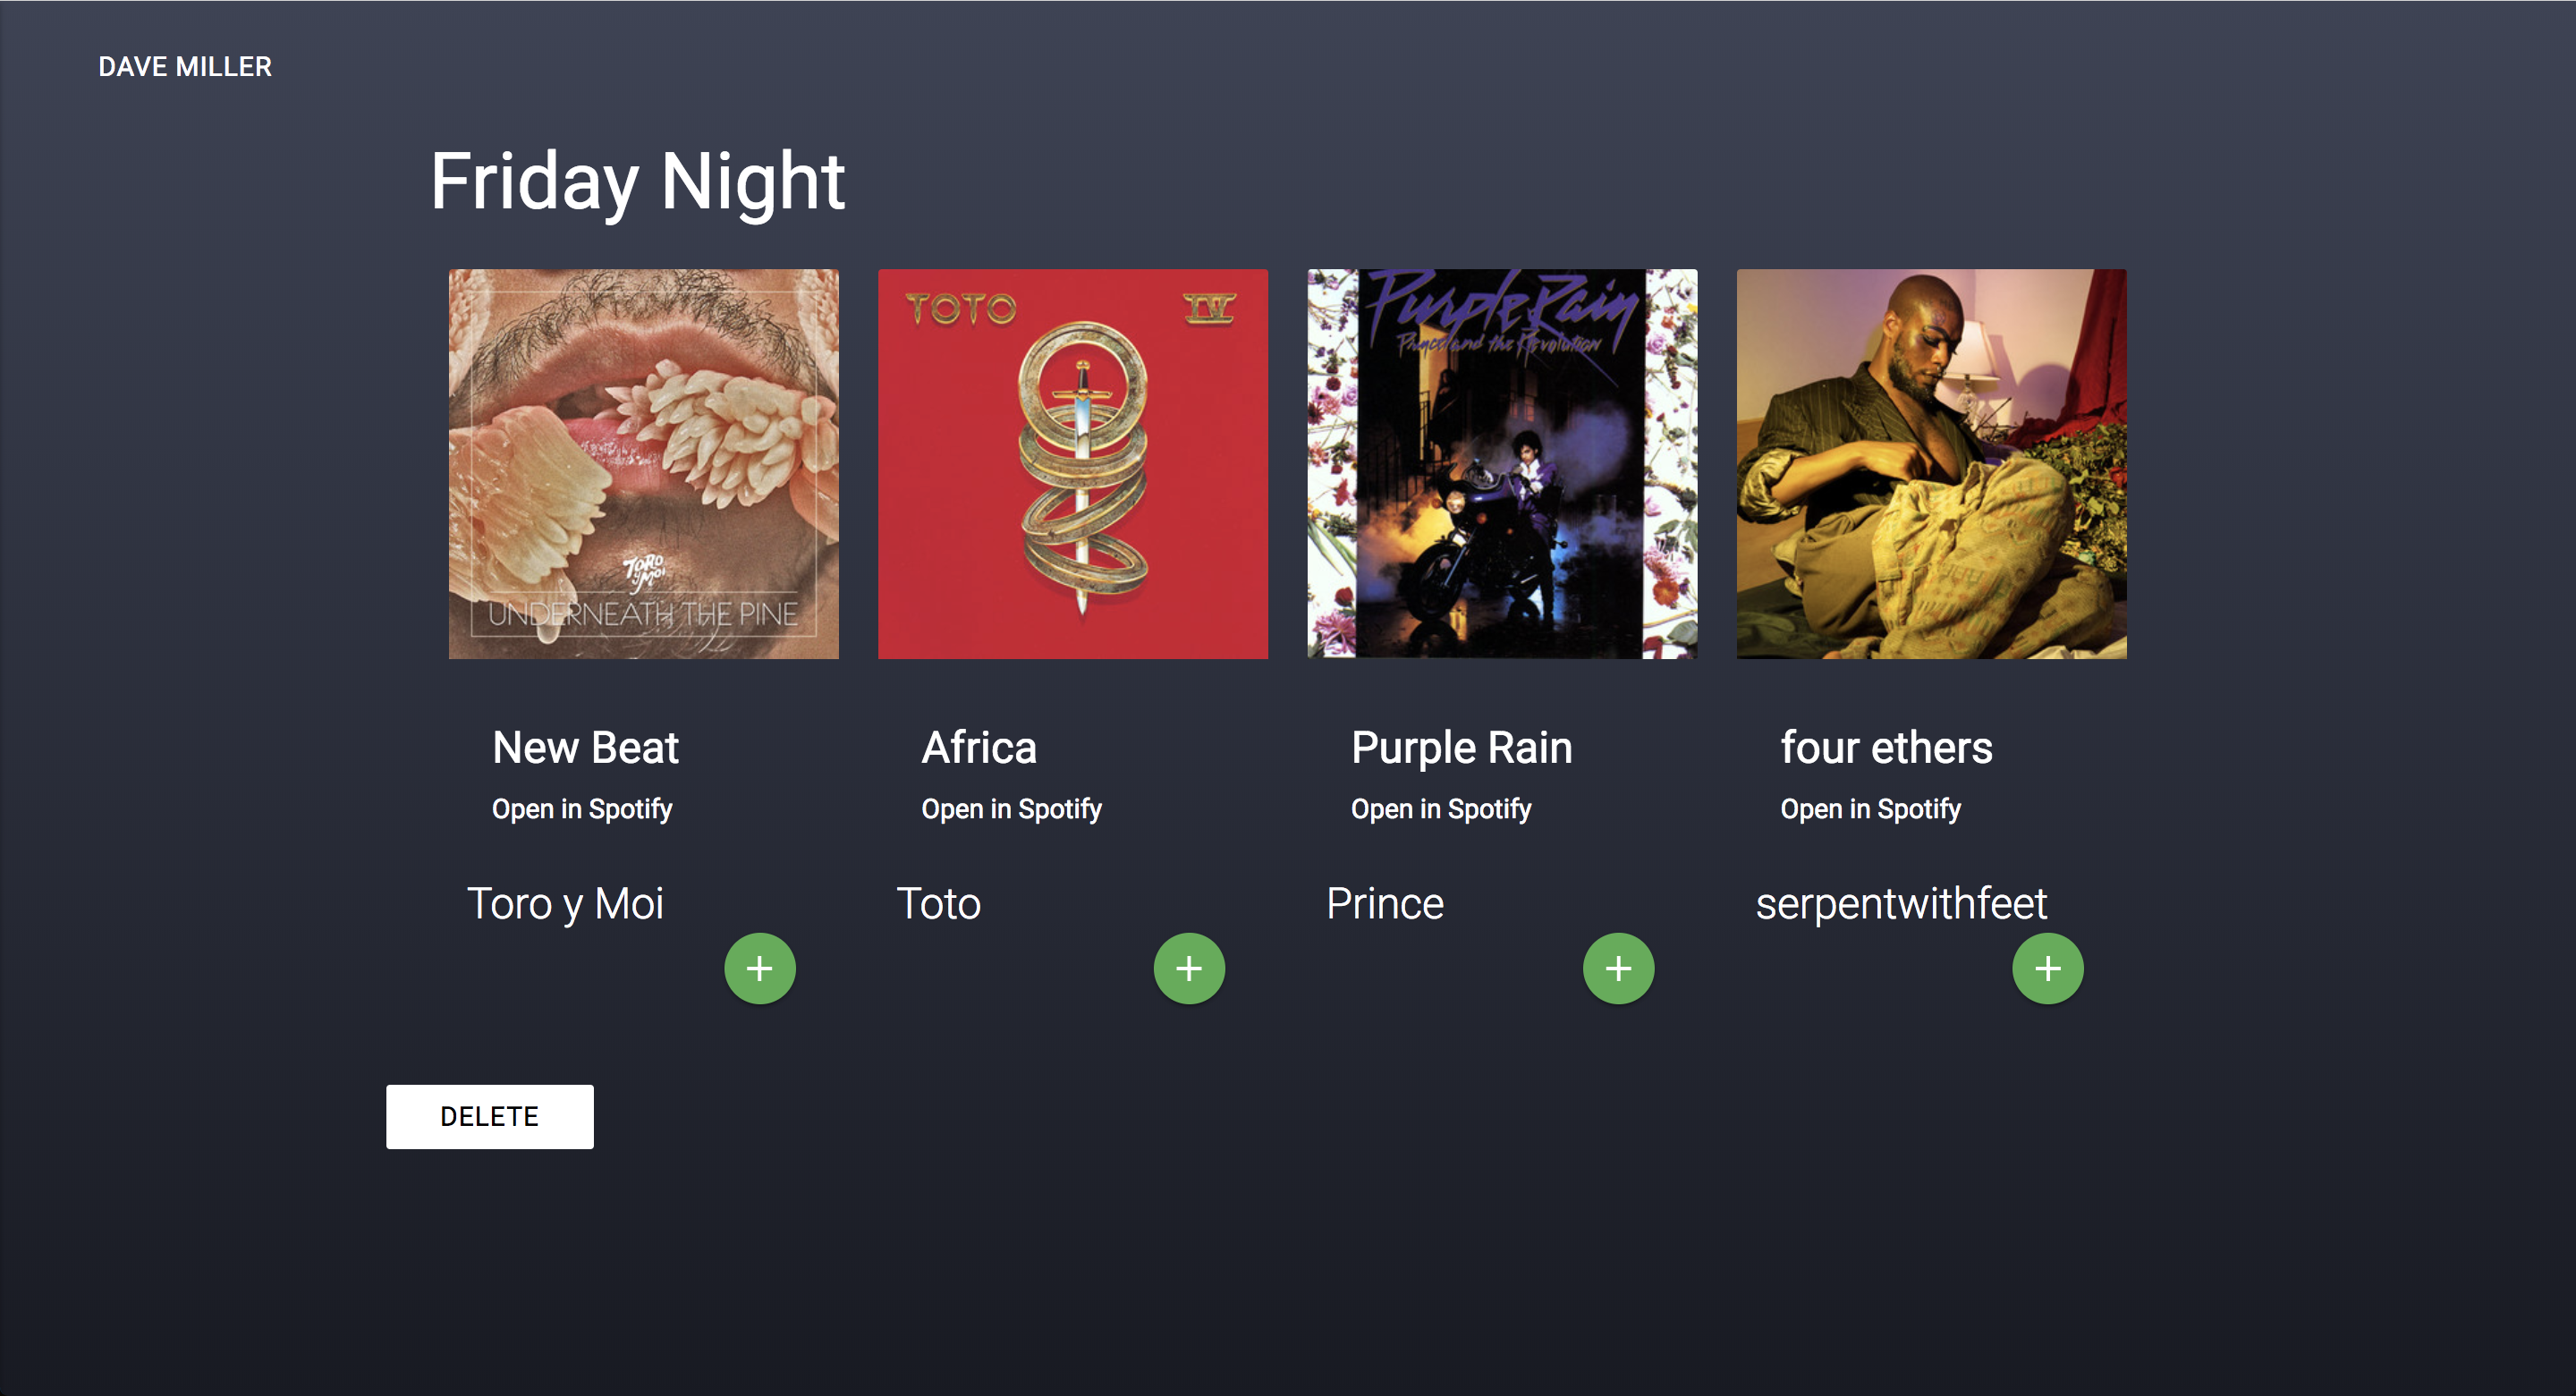 DAVE MILLER
Friday Night
TORO
Y MOI
UNDERNEATH THE PINE
TOTO IV
Purple Rain
Prince and the Revolution
New Beat
Open in Spotify
Toro y Moi
+
Africa
Open in Spotify
Toto
+
Purple Rain
Open in Spotify
Prince
+
four ethers
Open in Spotify
serpentwithfeet
+
DELETE